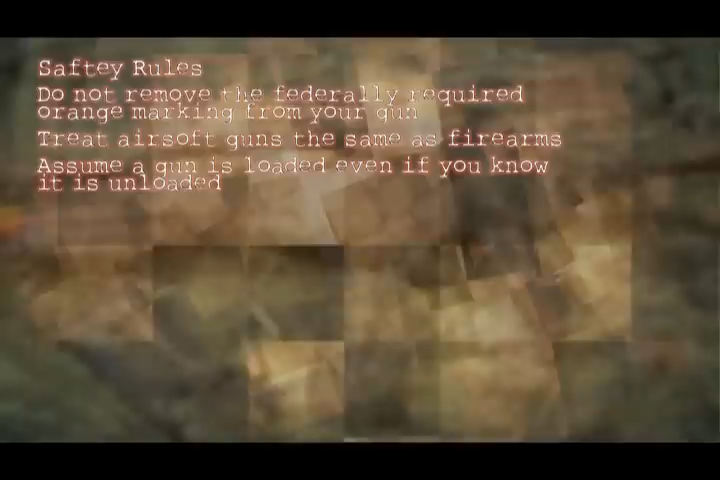 Saftey Rules
Do not remove the federally required
orange marking from your gun
Treat airsoft guns the same as firearms
Assume a gun is loaded even if you know
it is unloaded